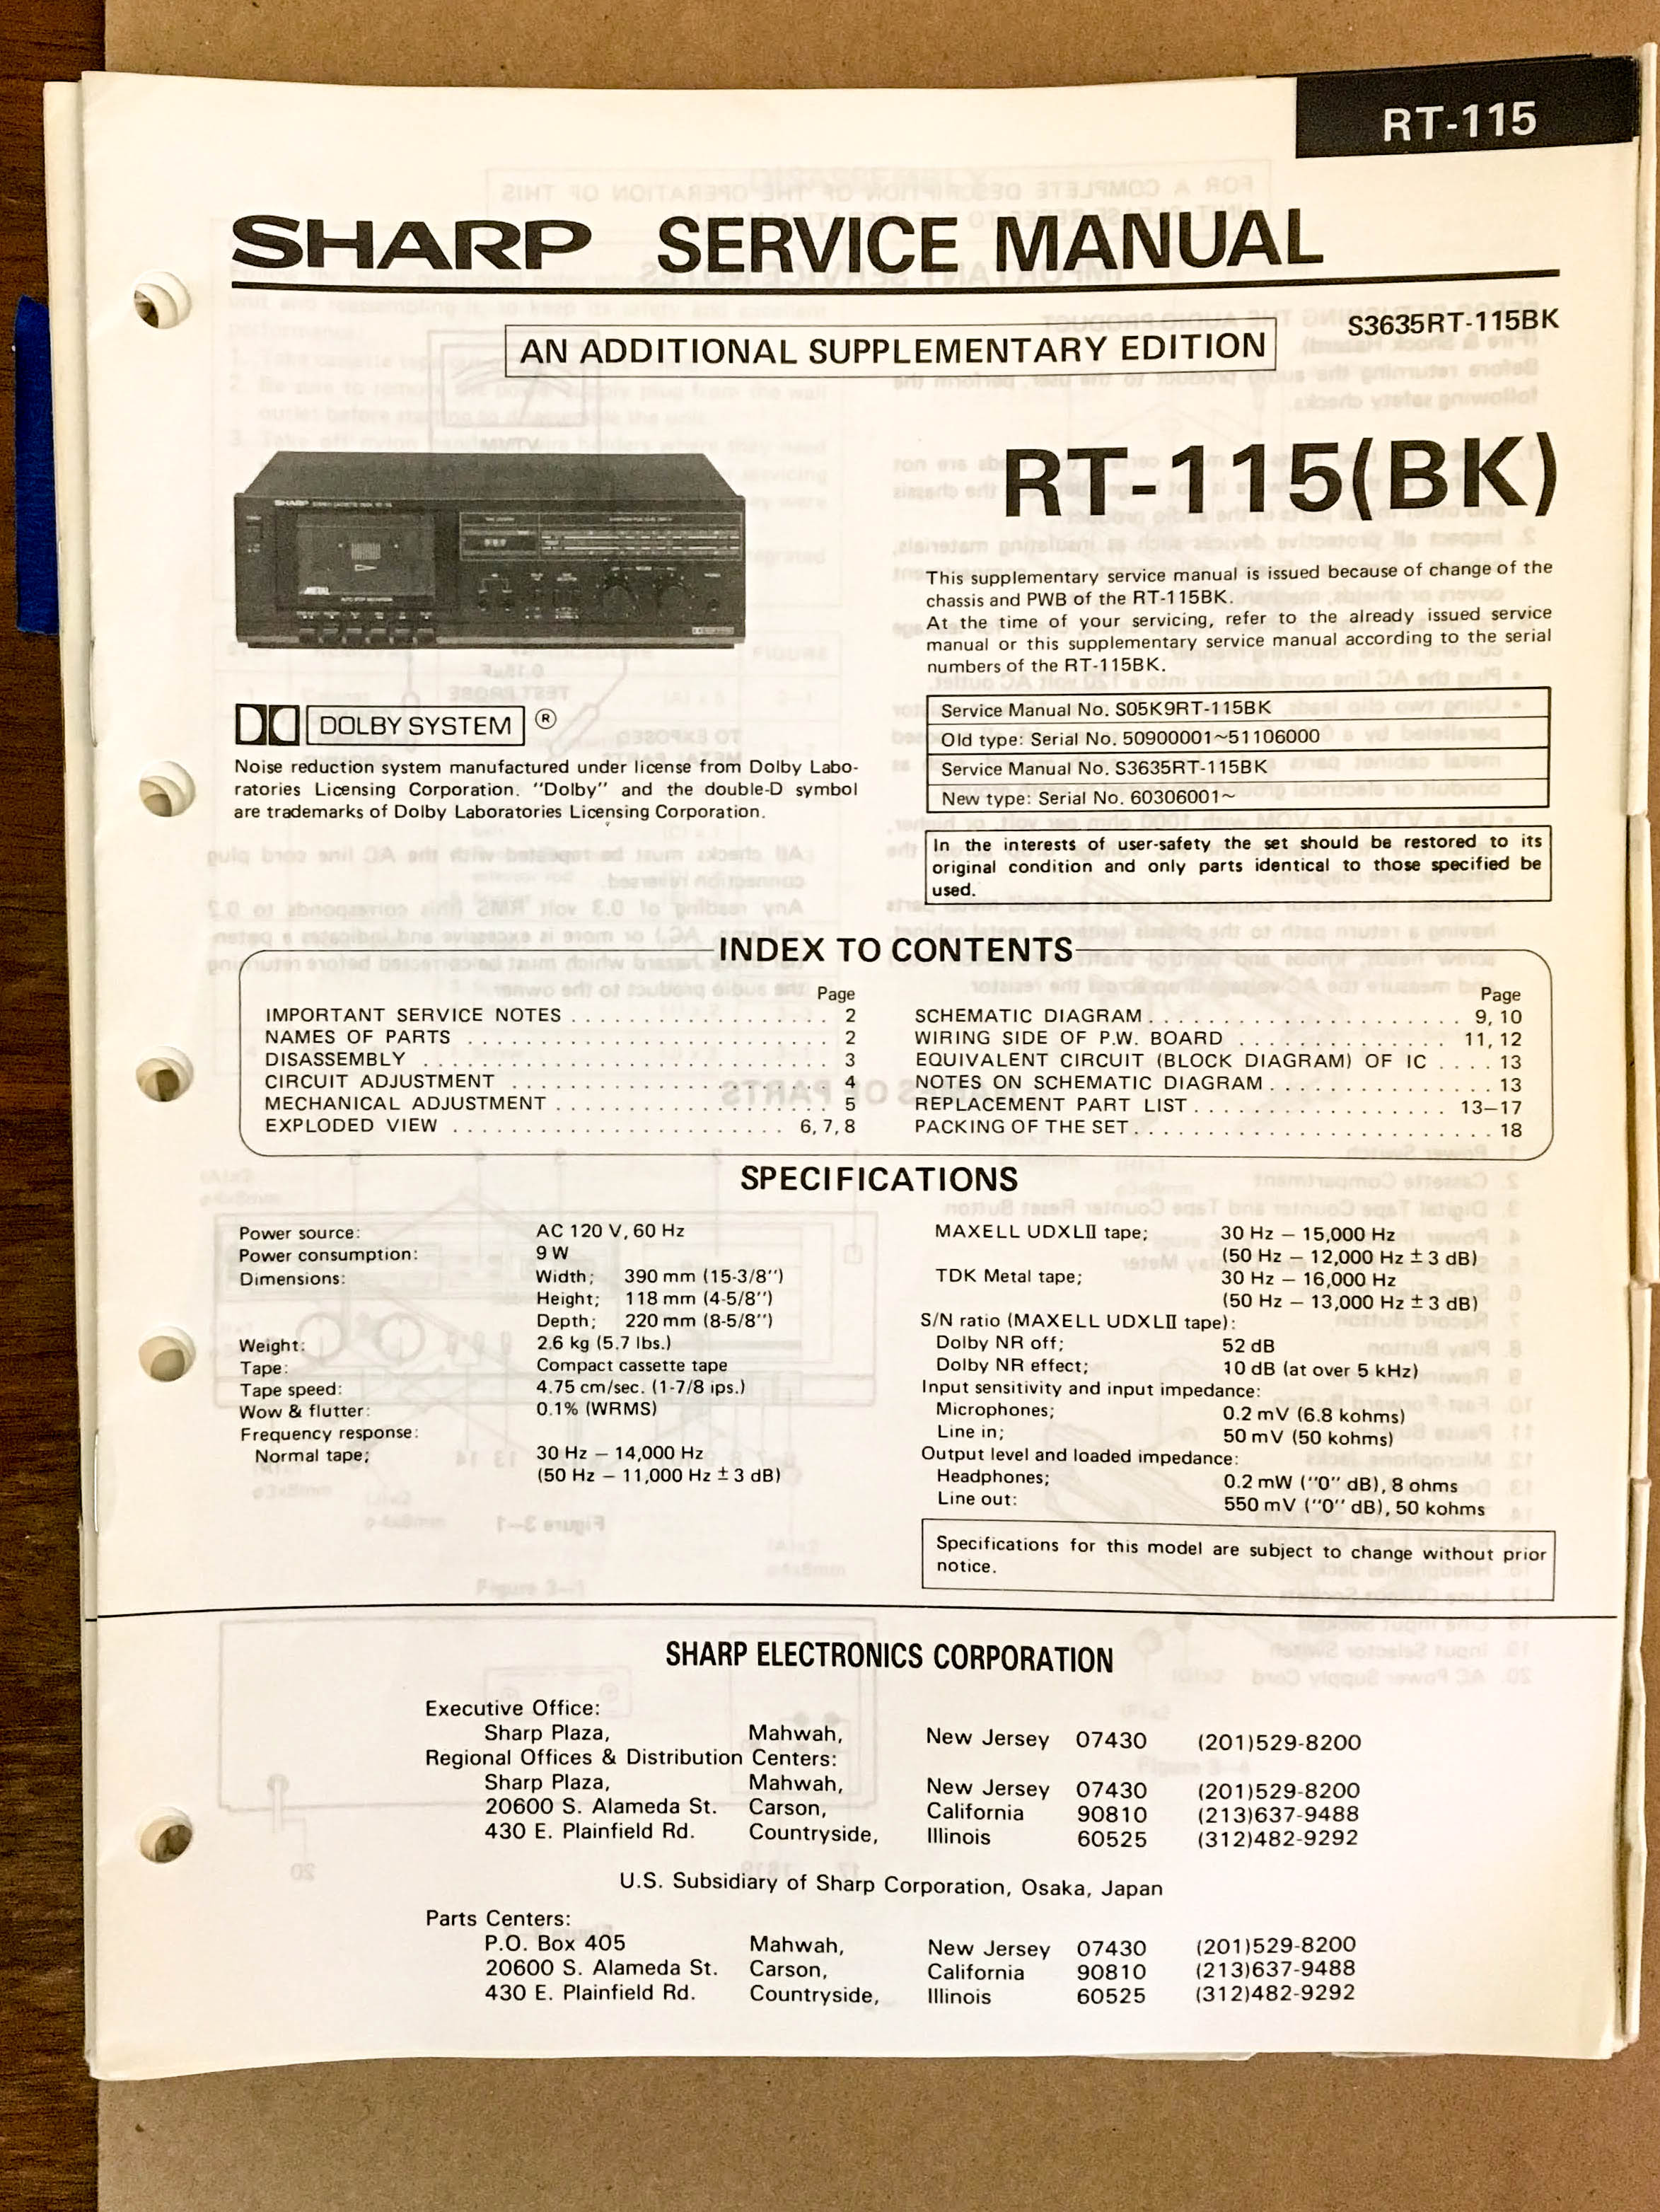 RT-115
SHARP SERVICE MANUAL
S3635RT-115BK
AN ADDITIONAL SUPPLEMENTARY EDITION
RT-115(BK)
SHARP
METAL
This supplementary service manual is issued because of change of the
chassis and PWB of the RT-115BK.
At the time of your servicing, refer to the already issued service
manual or this supplementary service manual according to the serial
numbers of the RT-115BK.
DOLBY SYSTEM ®
Noise reduction system manufactured under license from Dolby Labo-
ratories Licensing Corporation. "Dolby" and the double-D symbol
are trademarks of Dolby Laboratories Licensing Corporation.
Service Manual No. S05K9RT-115BK
Old type: Serial No. 50900001~51106000
Service Manual No. S3635RT-115BK
New type: Serial No. 60306001~
In the interests of user-safety the set should be restored to its
original condition and only parts identical to those specified be
used.
INDEX TO CONTENTS
Page
IMPORTANT SERVICE NOTES . . . . . . . . . . . . . . . . . . . 2
NAMES OF PARTS . . . . . . . . . . . . . . . . . . . . . . . . . . 2
DISASSEMBLY . . . . . . . . . . . . . . . . . . . . . . . . . . . . . 3
CIRCUIT ADJUSTMENT . . . . . . . . . . . . . . . . . . . . . . . 4
MECHANICAL ADJUSTMENT . . . . . . . . . . . . . . . . . . . . 5
EXPLODED VIEW . . . . . . . . . . . . . . . . . . . . . . . . 6, 7, 8
Page
SCHEMATIC DIAGRAM . . . . . . . . . . . . . . . . . . . . . . 9, 10
WIRING SIDE OF P.W. BOARD . . . . . . . . . . . . . . . 11, 12
EQUIVALENT CIRCUIT (BLOCK DIAGRAM) OF IC . . . . 13
NOTES ON SCHEMATIC DIAGRAM . . . . . . . . . . . . . . . 13
REPLACEMENT PART LIST . . . . . . . . . . . . . . . . . . 13–17
PACKING OF THE SET . . . . . . . . . . . . . . . . . . . . . . . . 18
SPECIFICATIONS
Power source: AC 120 V, 60 Hz
Power consumption: 9 W
Dimensions: Width; 390 mm (15-3/8")
Height; 118 mm (4-5/8")
Depth; 220 mm (8-5/8")
Weight: 2.6 kg (5.7 lbs.)
Tape: Compact cassette tape
Tape speed: 4.75 cm/sec. (1-7/8 ips.)
Wow & flutter: 0.1% (WRMS)
Frequency response:
Normal tape; 30 Hz – 14,000 Hz
(50 Hz – 11,000 Hz ± 3 dB)
MAXELL UDXLII tape; 30 Hz – 15,000 Hz
(50 Hz – 12,000 Hz ± 3 dB)
TDK Metal tape; 30 Hz – 16,000 Hz
(50 Hz – 13,000 Hz ± 3 dB)
S/N ratio (MAXELL UDXLII tape):
Dolby NR off; 52 dB
Dolby NR effect; 10 dB (at over 5 kHz)
Input sensitivity and input impedance:
Microphones; 0.2 mV (6.8 kohms)
Line in; 50 mV (50 kohms)
Output level and loaded impedance:
Headphones; 0.2 mW ("0" dB), 8 ohms
Line out: 550 mV ("0" dB), 50 kohms
Specifications for this model are subject to change without prior
notice.
SHARP ELECTRONICS CORPORATION
Executive Office:
Sharp Plaza, Mahwah, New Jersey 07430 (201)529-8200
Regional Offices & Distribution Centers:
Sharp Plaza, Mahwah, New Jersey 07430 (201)529-8200
20600 S. Alameda St. Carson, California 90810 (213)637-9488
430 E. Plainfield Rd. Countryside, Illinois 60525 (312)482-9292
U.S. Subsidiary of Sharp Corporation, Osaka, Japan
Parts Centers:
P.O. Box 405 Mahwah, New Jersey 07430 (201)529-8200
20600 S. Alameda St. Carson, California 90810 (213)637-9488
430 E. Plainfield Rd. Countryside, Illinois 60525 (312)482-9292